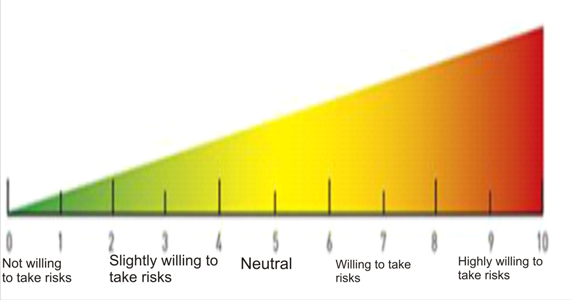 0 1 2 3 4 5 6 7 8 9 10
Not willing
to take risks
Slightly willing to
take risks
Neutral
Willing to take
risks
Highly willing to
take risks